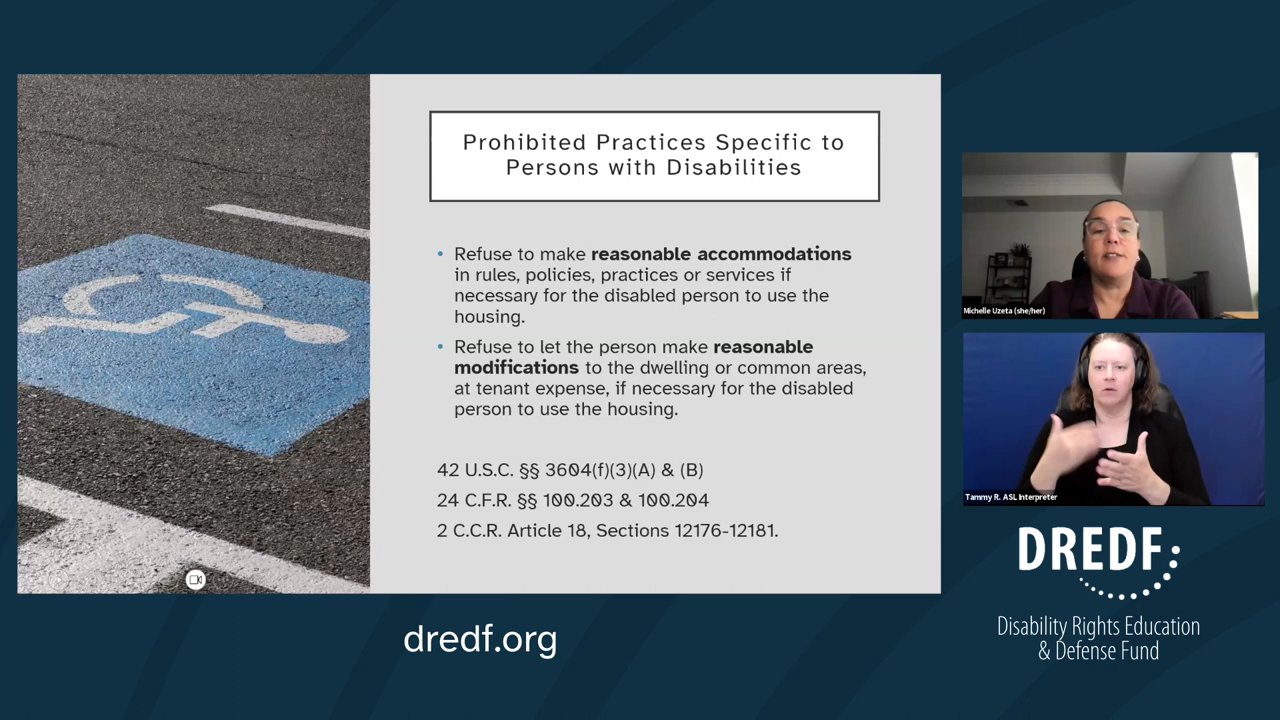 Prohibited Practices Specific to
Persons with Disabilities
• Refuse to make reasonable accommodations
in rules, policies, practices or services if
necessary for the disabled person to use the
housing.
• Refuse to let the person make reasonable
modifications to the dwelling or common areas,
at tenant expense, if necessary for the disabled
person to use the housing.
42 U.S.C. §§ 3604(f)(3)(A) & (B)
24 C.F.R. §§ 100.203 & 100.204
2 C.C.R. Article 18, Sections 12176-12181.
Michelle Uzeta (she/her)
Tammy R. ASL Interpreter
DREDF
Disability Rights Education
& Defense Fund
dredf.org